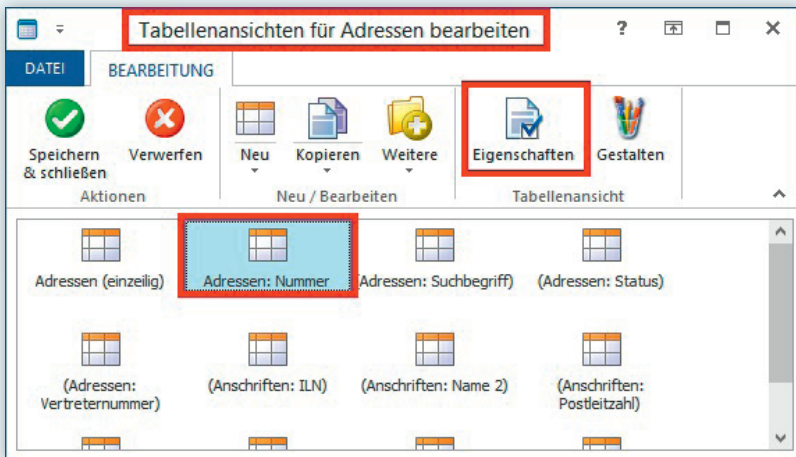 Tabellenansichten für Adressen bearbeiten
?
DATEI BEARBEITUNG
Speichern & schließen
Verwerfen
Neu
Kopieren
Weitere
Eigenschaften
Gestalten
Aktionen
Neu / Bearbeiten
Tabellenansicht
Adressen (einzeilig)
Adressen: Nummer
(Adressen: Suchbegriff)
(Adressen: Status)
(Adressen:
Vertreternummer)
(Anschriften: ILN)
(Anschriften: Name 2)
(Anschriften:
Postleitzahl)